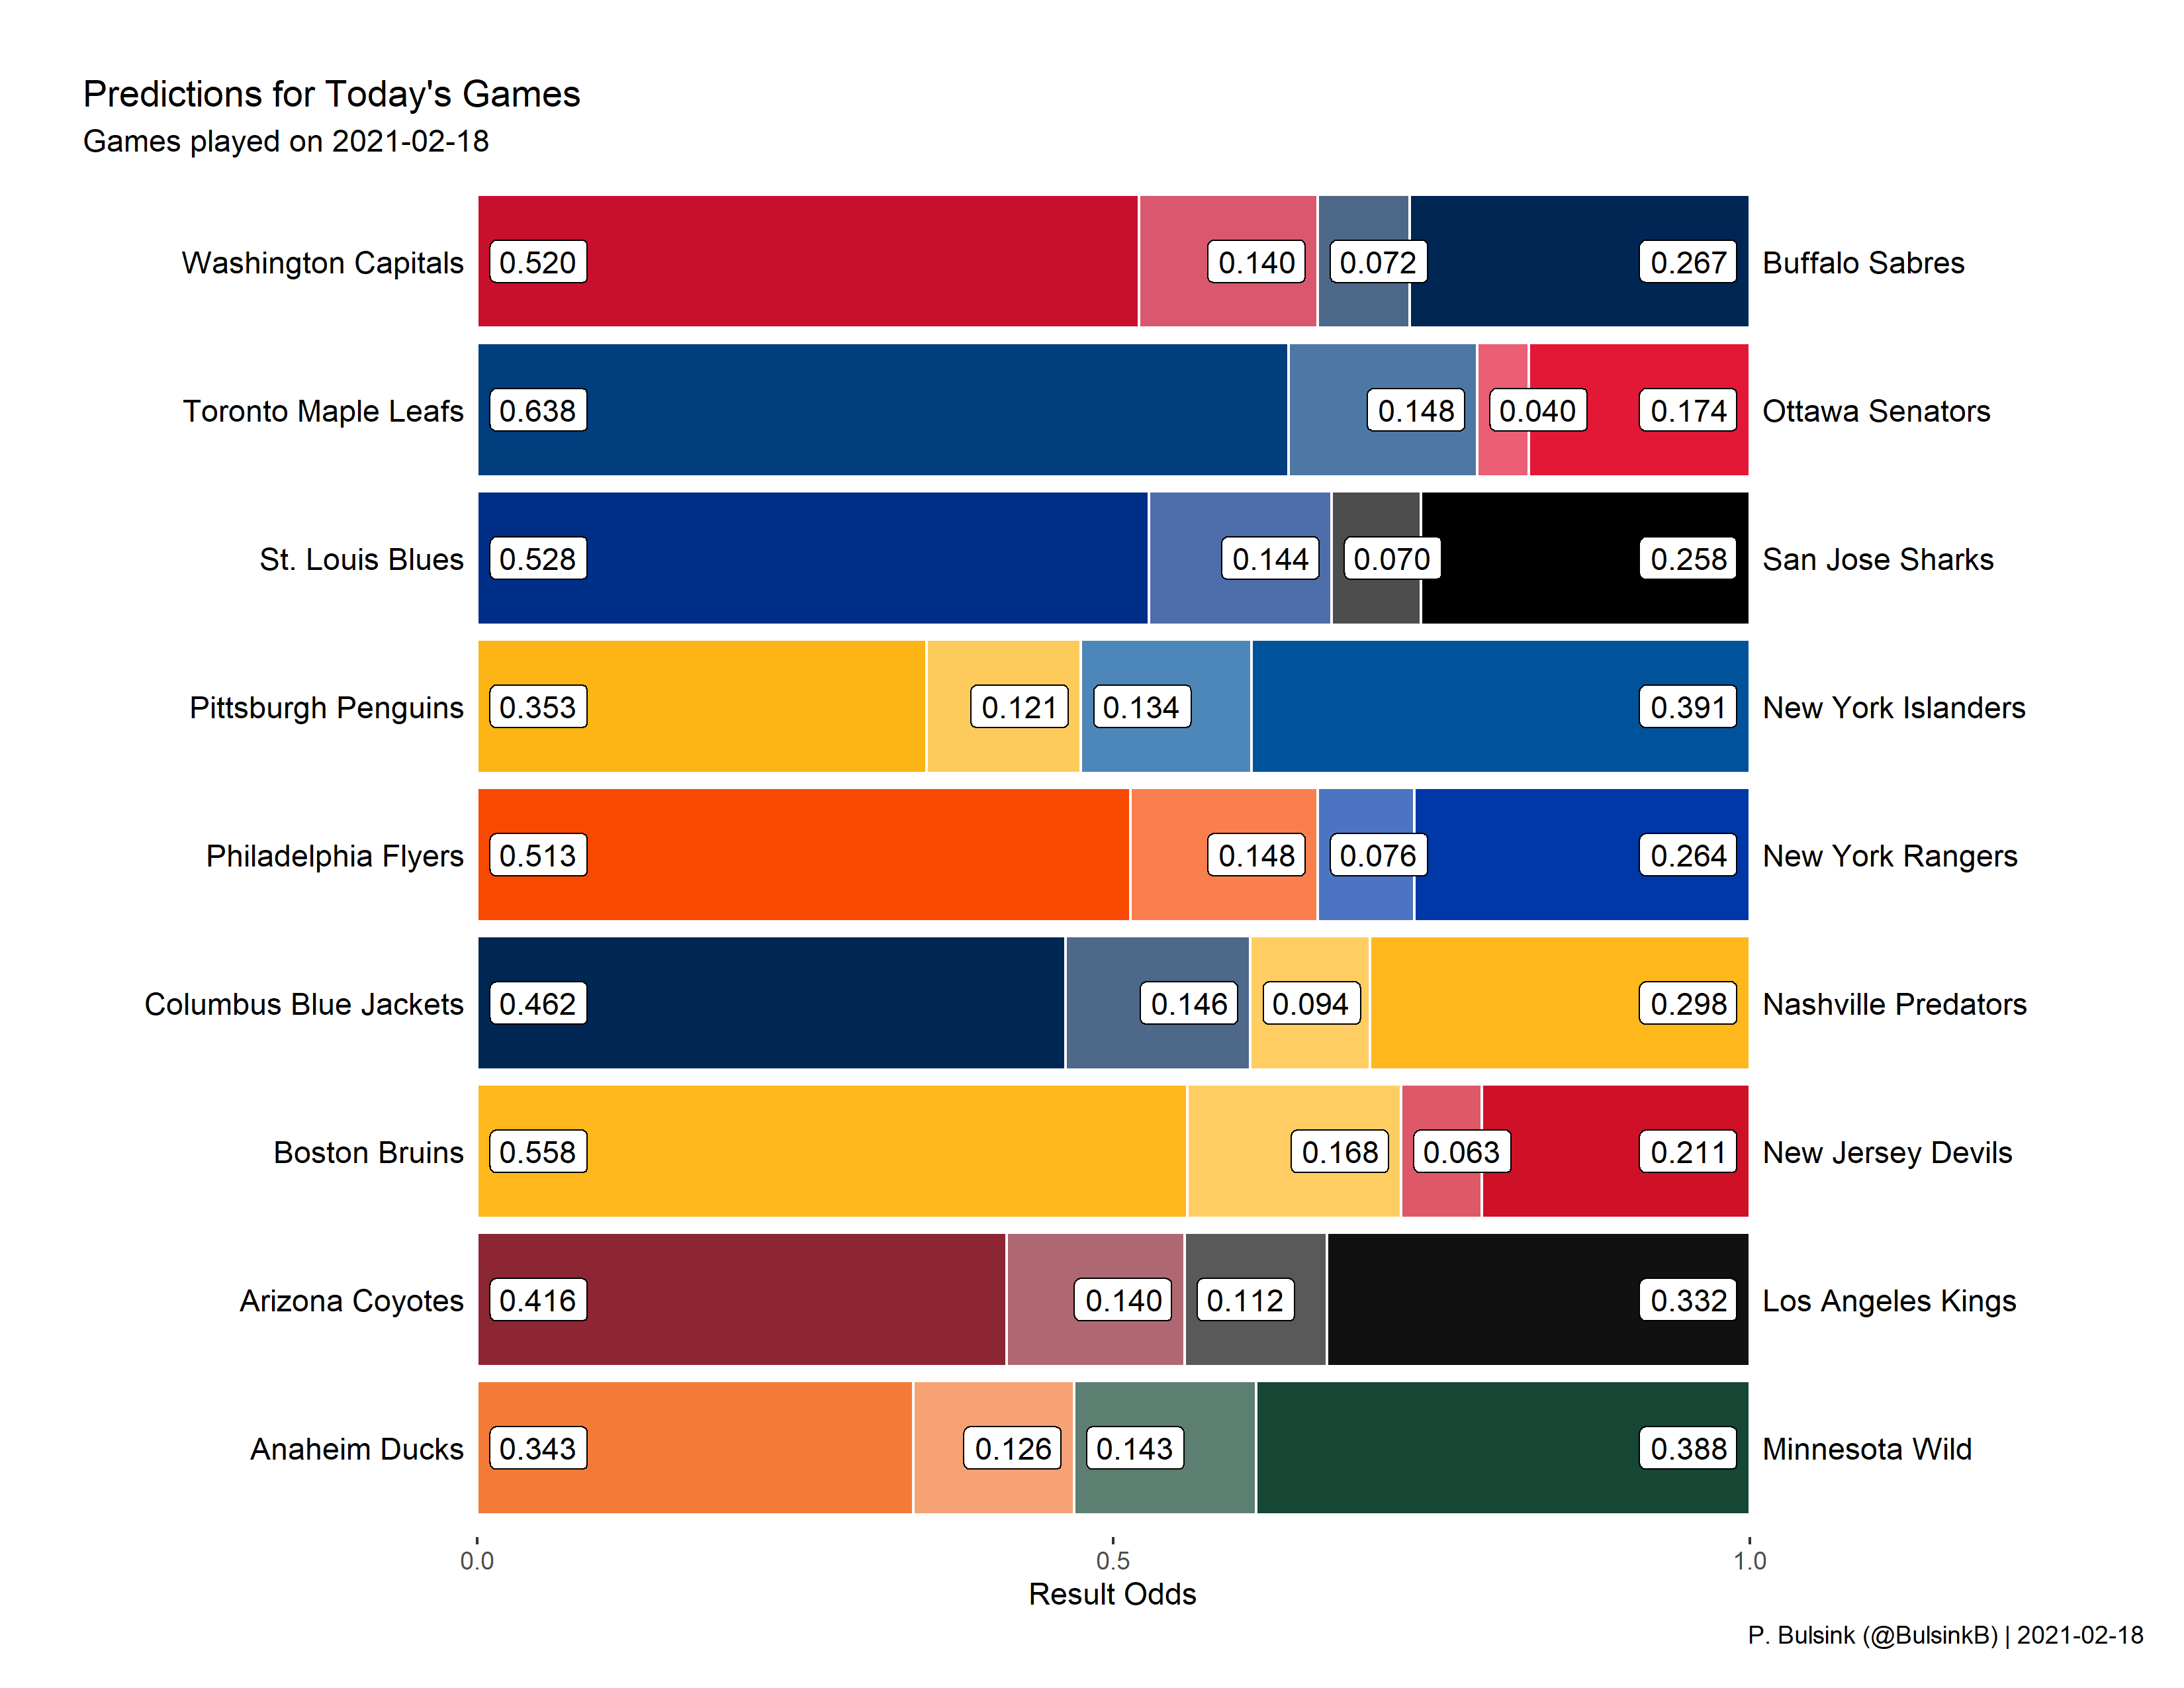 Predictions for Today's Games
Games played on 2021-02-18
Washington Capitals 0.520 0.140 0.072 0.267 Buffalo Sabres
Toronto Maple Leafs 0.638 0.148 0.040 0.174 Ottawa Senators
St. Louis Blues 0.528 0.144 0.070 0.258 San Jose Sharks
Pittsburgh Penguins 0.353 0.121 0.134 0.391 New York Islanders
Philadelphia Flyers 0.513 0.148 0.076 0.264 New York Rangers
Columbus Blue Jackets 0.462 0.146 0.094 0.298 Nashville Predators
Boston Bruins 0.558 0.168 0.063 0.211 New Jersey Devils
Arizona Coyotes 0.416 0.140 0.112 0.332 Los Angeles Kings
Anaheim Ducks 0.343 0.126 0.143 0.388 Minnesota Wild
0.0 0.5 1.0
Result Odds
P. Bulsink (@BulsinkB) | 2021-02-18